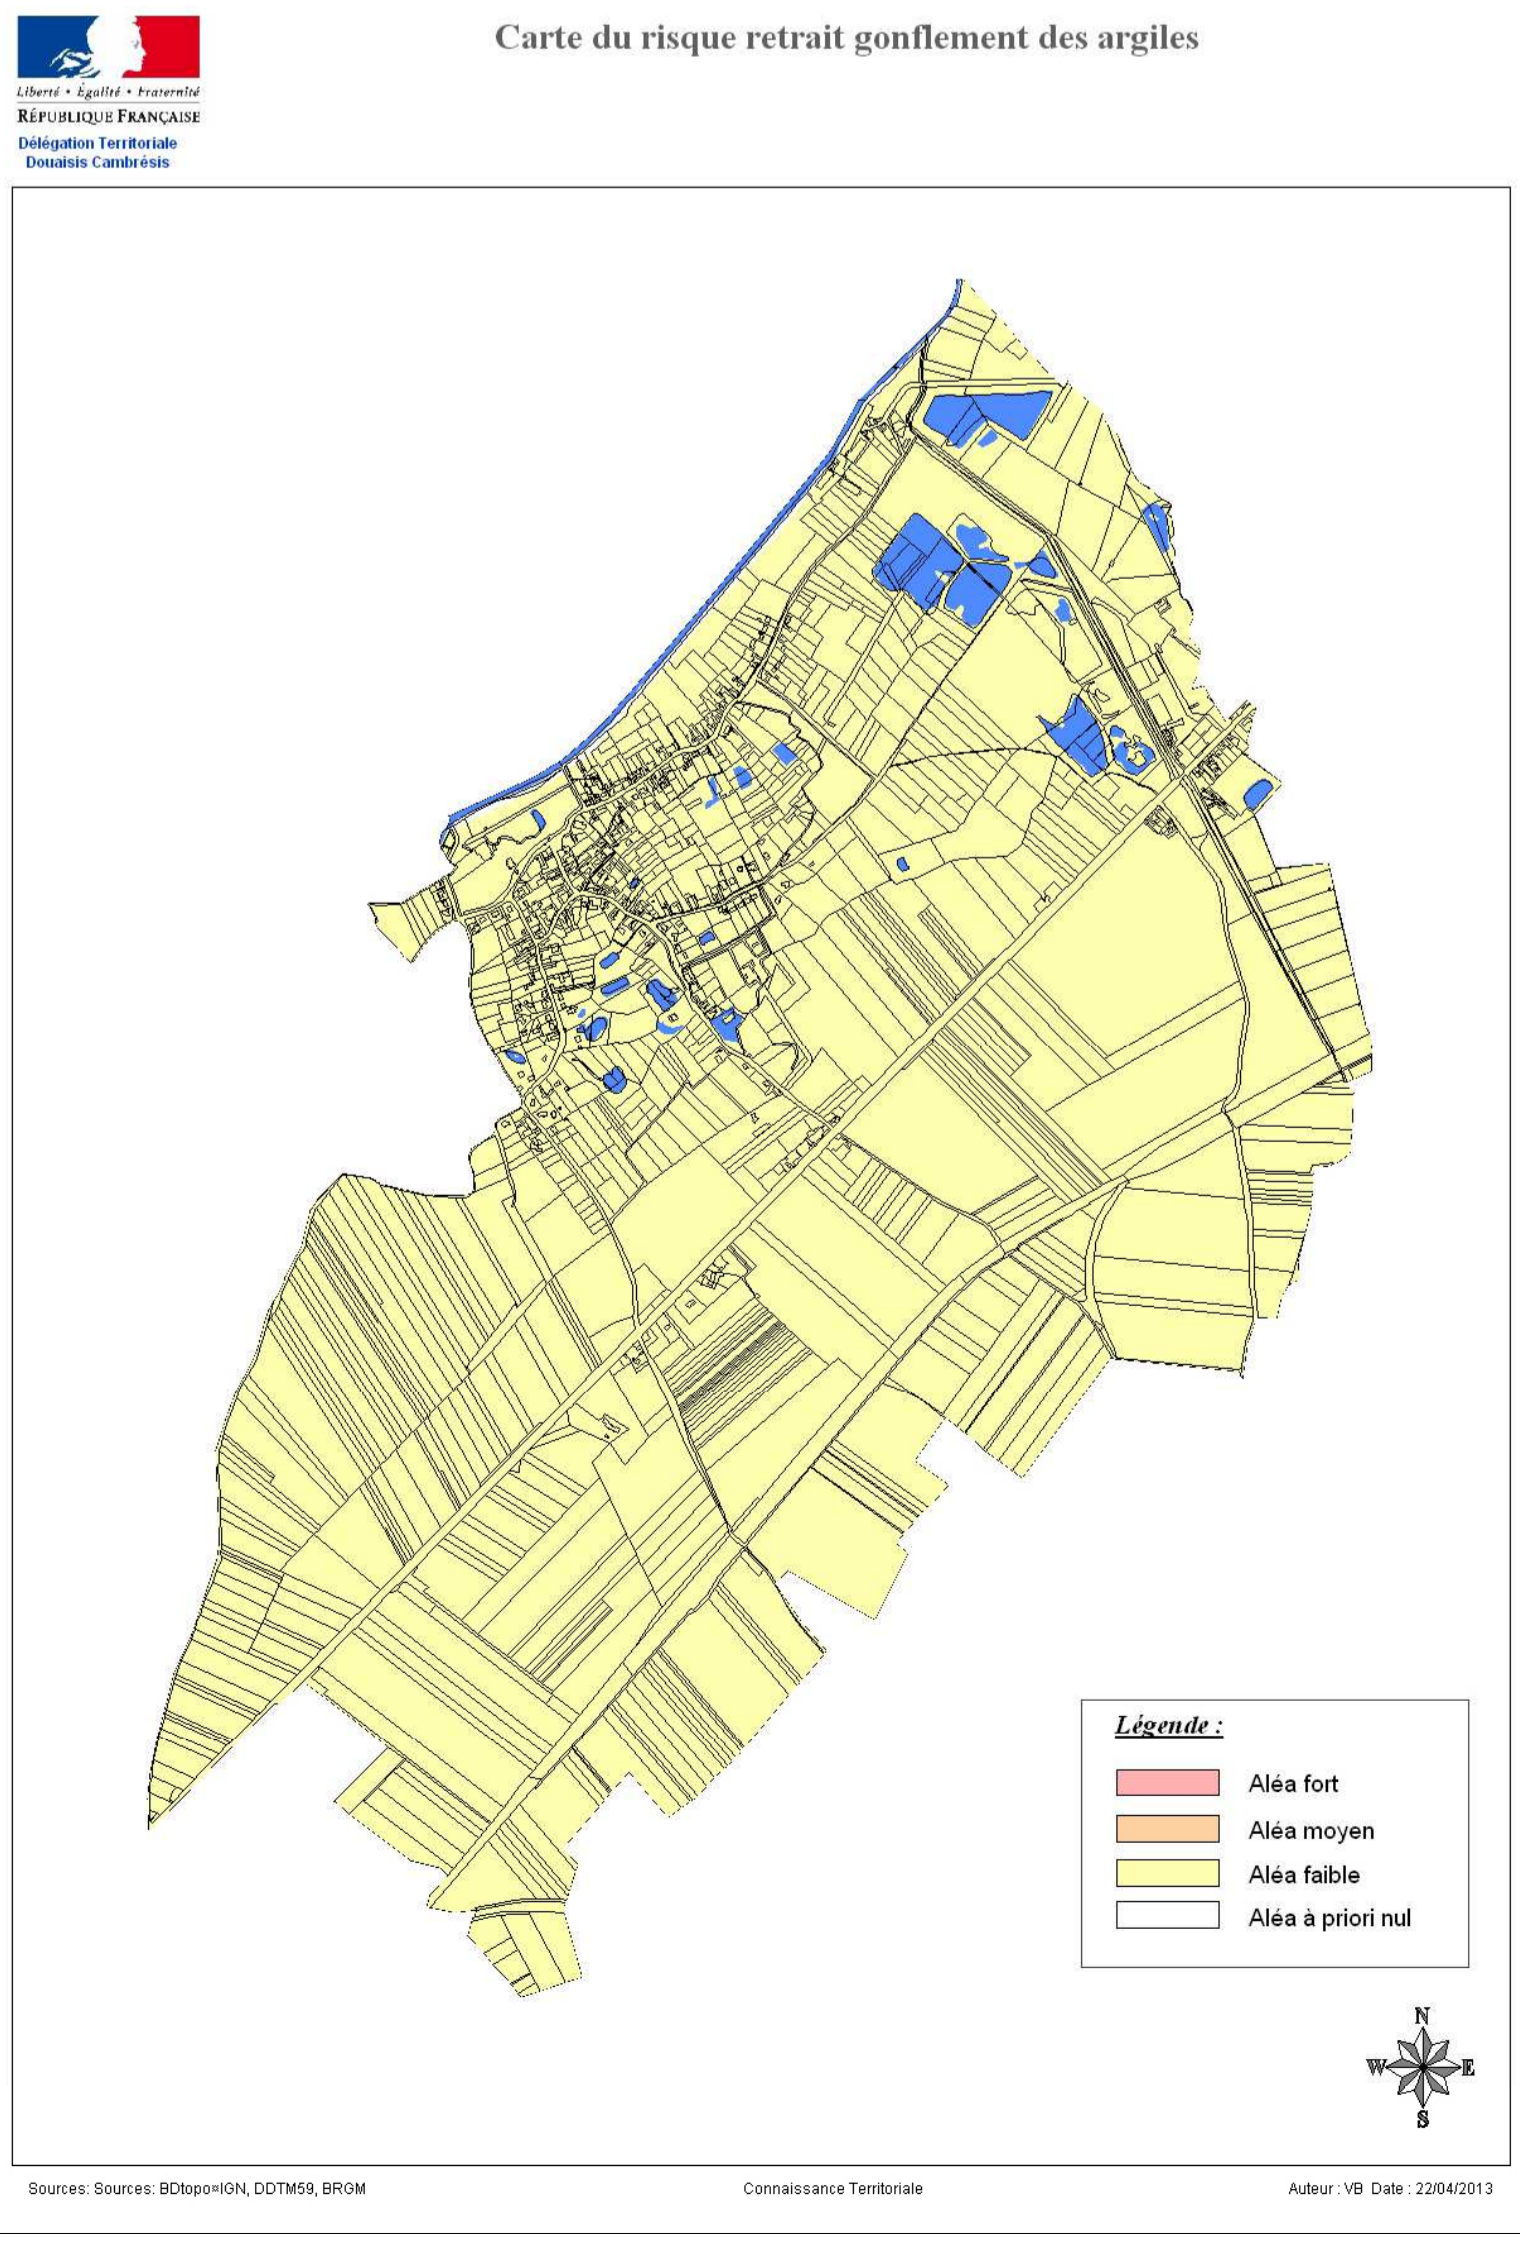 Carte du risque retrait gonflement des argiles
Liberté • Égalité • Fraternité
RÉPUBLIQUE FRANÇAISE
Délégation Territoriale
Douaisis Cambrésis
Légende :
Aléa fort
Aléa moyen
Aléa faible
Aléa à priori nul
N
W E
S
Sources: Sources: BDtopo¤IGN, DDTM59, BRGM
Connaissance Territoriale
Auteur : VB Date : 22/04/2013